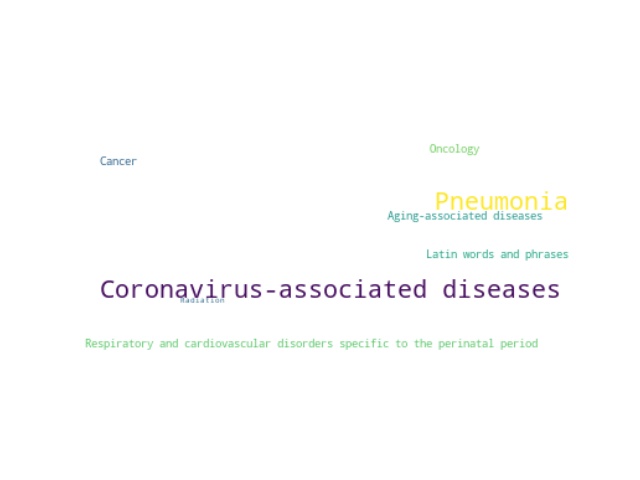 Oncology
Cancer
Pneumonia
Aging-associated diseases
Latin words and phrases
Coronavirus-associated diseases
Radiation
Respiratory and cardiovascular disorders specific to the perinatal period